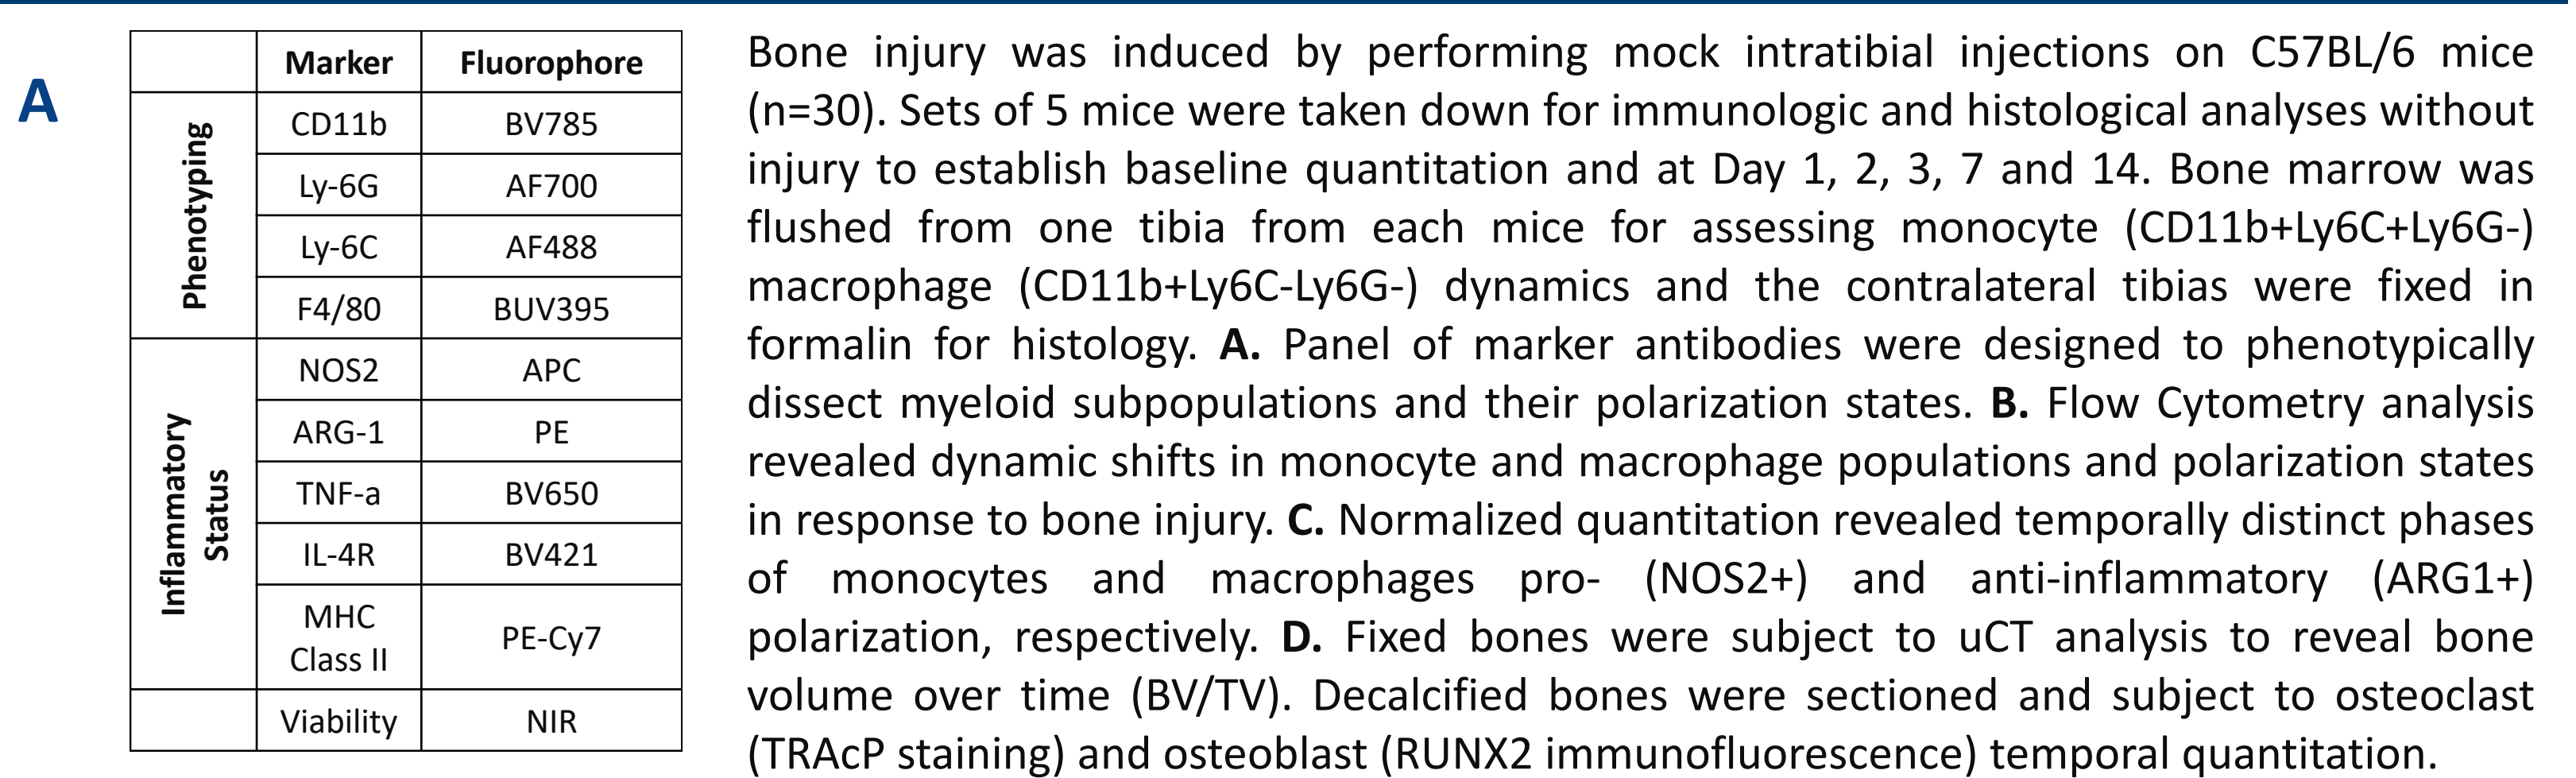 A
Marker Fluorophore
Phenotyping
CD11b BV785
Ly-6G AF700
Ly-6C AF488
F4/80 BUV395
Inflammatory
Status
NOS2 APC
ARG-1 PE
TNF-a BV650
IL-4R BV421
MHC
Class II PE-Cy7
Viability NIR
Bone injury was induced by performing mock intratibial injections on C57BL/6 mice
(n=30). Sets of 5 mice were taken down for immunologic and histological analyses without
injury to establish baseline quantitation and at Day 1, 2, 3, 7 and 14. Bone marrow was
flushed from one tibia from each mice for assessing monocyte (CD11b+Ly6C+Ly6G-)
macrophage (CD11b+Ly6C-Ly6G-) dynamics and the contralateral tibias were fixed in
formalin for histology. A. Panel of marker antibodies were designed to phenotypically
dissect myeloid subpopulations and their polarization states. B. Flow Cytometry analysis
revealed dynamic shifts in monocyte and macrophage populations and polarization states
in response to bone injury. C. Normalized quantitation revealed temporally distinct phases
of monocytes and macrophages pro- (NOS2+) and anti-inflammatory (ARG1+)
polarization, respectively. D. Fixed bones were subject to uCT analysis to reveal bone
volume over time (BV/TV). Decalcified bones were sectioned and subject to osteoclast
(TRAcP staining) and osteoblast (RUNX2 immunofluorescence) temporal quantitation.